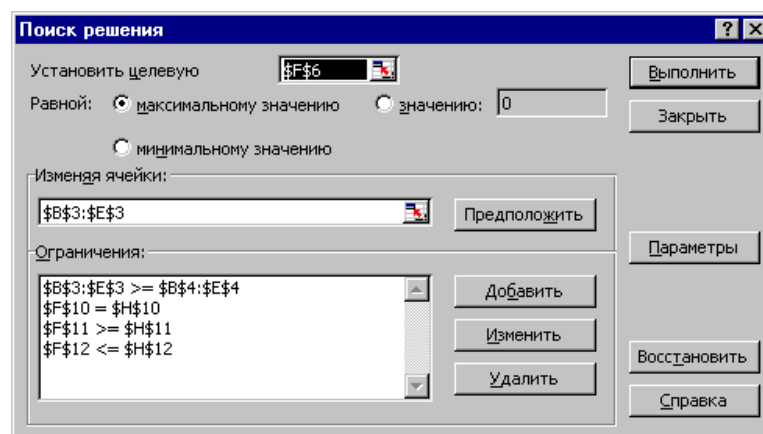 Поиск решения
Установить целевую $F$6 Выполнить
Равной: максимальному значению значению: 0 Закрыть
минимальному значению
Изменяя ячейки:
$B$3:$E$3 Предположить
Ограничения: Параметры
$B$3:$E$3 >= $B$4:$E$4 Добавить
$F$10 = $H$10
$F$11 >= $H$11 Изменить
$F$12 <= $H$12 Восстановить
Удалить
Справка